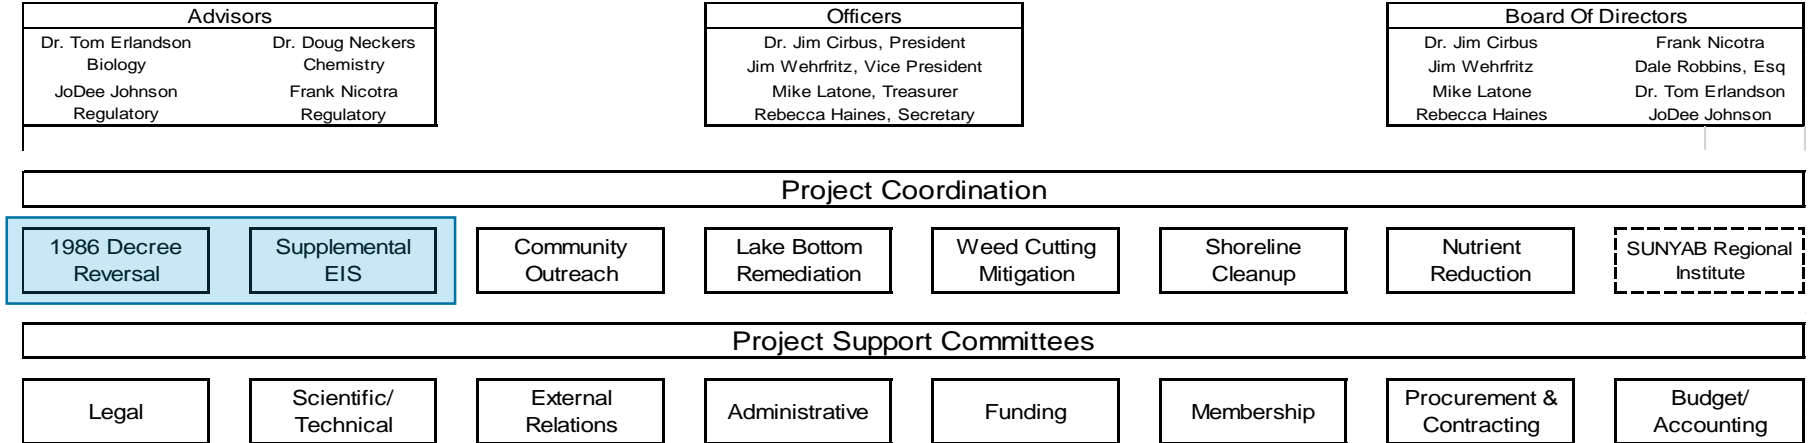 Advisors
Dr. Tom Erlandson
Biology
Dr. Doug Neckers
Chemistry
JoDee Johnson
Regulatory
Frank Nicotra
Regulatory
Officers
Dr. Jim Cirbus, President
Jim Wehrfritz, Vice President
Mike Latone, Treasurer
Rebecca Haines, Secretary
Board Of Directors
Dr. Jim Cirbus
Jim Wehrfritz
Mike Latone
Rebecca Haines
Frank Nicotra
Dale Robbins, Esq
Dr. Tom Erlandson
JoDee Johnson
Project Coordination
1986 Decree
Reversal
Supplemental
EIS
Community
Outreach
Lake Bottom
Remediation
Weed Cutting
Mitigation
Shoreline
Cleanup
Nutrient
Reduction
SUNYAB Regional
Institute
Project Support Committees
Legal
Scientific/
Technical
External
Relations
Administrative
Funding
Membership
Procurement &
Contracting
Budget/
Accounting